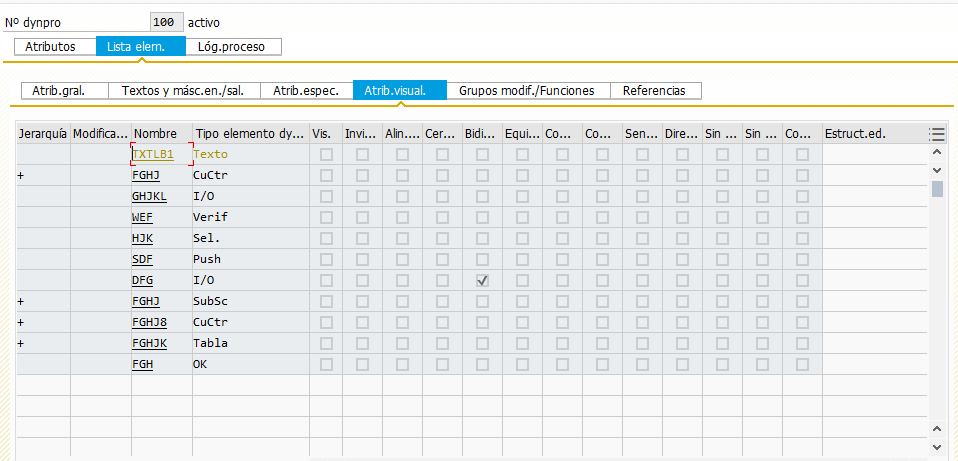 Nº dynpro 100 activo
Atributos Lista elem. Lóg.proceso
Atrib.gral. Textos y másc.en./sal. Atrib.espec. Atrib.visual. Grupos modif./Funciones Referencias
Jerarquía Modifica... Nombre Tipo elemento dy... Vis. Invi... Alin.... Cer... Bidi... Equi... Co... Co... Sen... Dire... Sin ... Sin ... Co... Estruct.ed.
TXTLB1 Texto
+ FGHJ CuCtr
GHJKL I/O
WEF Verif
HJK Sel.
SDF Push
DFG I/O
+ FGHJ SubSc
+ FGHJ8 CuCtr
+ FGHJK Tabla
FGH OK